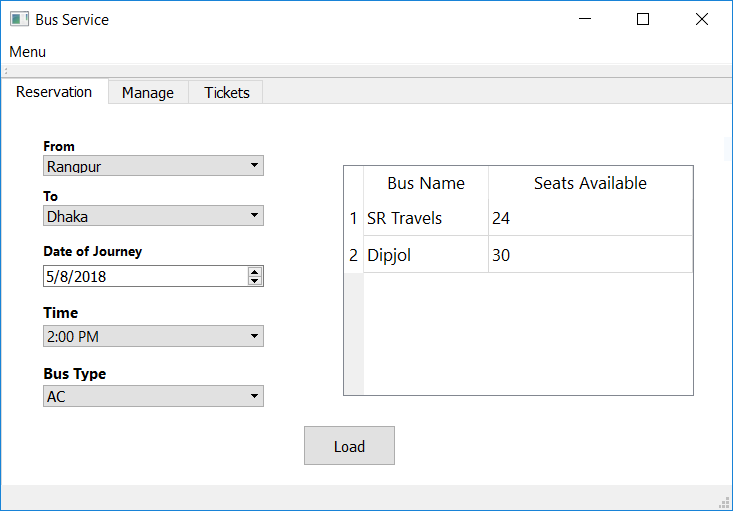 Bus Service
Menu
Reservation Manage Tickets
From
Rangpur
To
Dhaka
Date of Journey
5/8/2018
Time
2:00 PM
Bus Type
AC
Bus Name Seats Available
1 SR Travels 24
2 Dipjol 30
Load